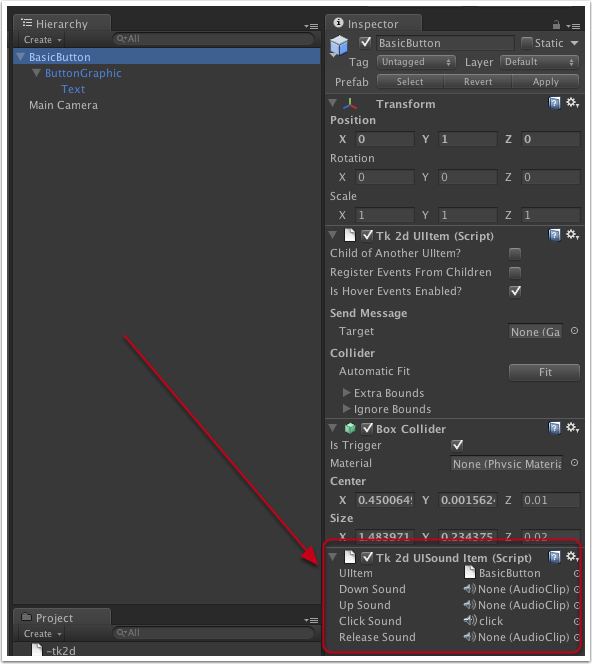 Hierarchy
Create
All
BasicButton
ButtonGraphic
Text
Main Camera
Project
Create
All
~tk2d
Inspector
BasicButton
Static
Tag Untagged Layer Default
Prefab Select Revert Apply
Transform
Position
X 0 Y 1 Z 0
Rotation
X 0 Y 0 Z 0
Scale
X 1 Y 1 Z 1
Tk 2d UIItem (Script)
Child of Another UIItem?
Register Events From Children
Is Hover Events Enabled?
Send Message
Target None (Ga
Collider
Automatic Fit Fit
Extra Bounds
Ignore Bounds
Box Collider
Is Trigger
Material None (Physic Materia
Center
X 0.4500649 Y 0.0015624 Z 0.01
Size
X 1.483971 Y 0.234375 Z 0.02
Tk 2d UISound Item (Script)
UIItem BasicButton
Down Sound None (AudioClip)
Up Sound None (AudioClip)
Click Sound click
Release Sound None (AudioClip)